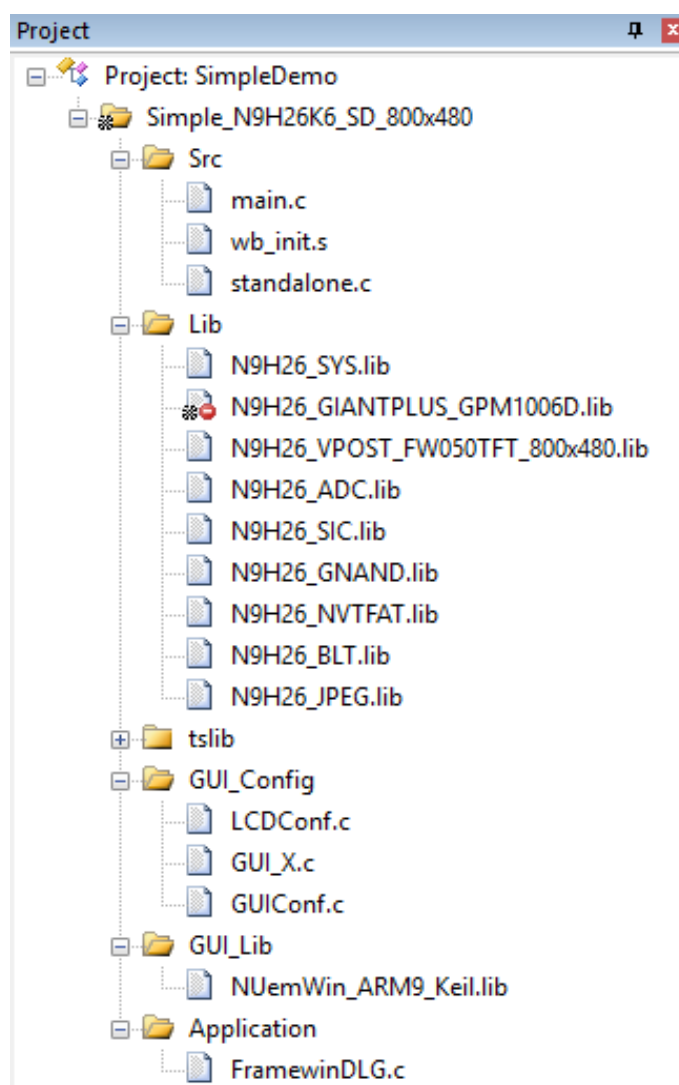 Project
Project: SimpleDemo
Simple_N9H26K6_SD_800x480
Src
main.c
wb_init.s
standalone.c
Lib
N9H26_SYS.lib
N9H26_GIANTPLUS_GPM1006D.lib
N9H26_VPOST_FW050TFT_800x480.lib
N9H26_ADC.lib
N9H26_SIC.lib
N9H26_GNAND.lib
N9H26_NVTFAT.lib
N9H26_BLT.lib
N9H26_JPEG.lib
tslib
GUI_Config
LCDConf.c
GUI_X.c
GUIConf.c
GUI_Lib
NUemWin_ARM9_Keil.lib
Application
FramewinDLG.c